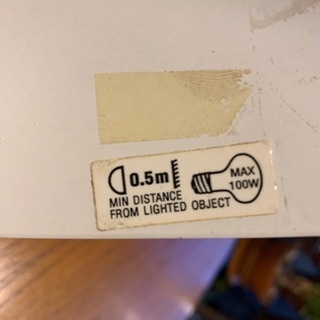 0.5m
MIN DISTANCE
FROM LIGHTED OBJECT
MAX
100W